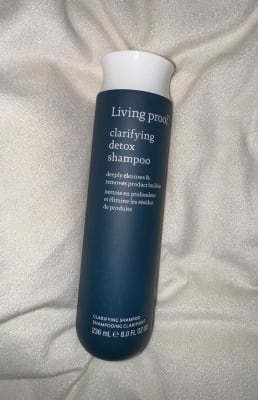 Living proof
clarifying
detox
shampoo
deeply cleanses &
removes product buildup
nettoie en profondeur
et élimine les résidus
de produits
CLARIFYING SHAMPOO
SHAMPOOING CLARIFIANT
236 mL ℮ 8.0 FL OZ US